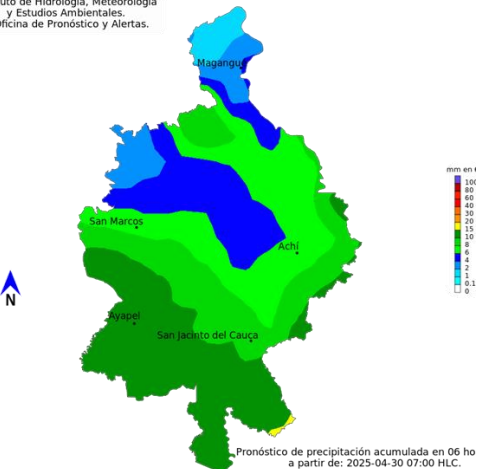 uto de Hidrología, Meteorología
y Estudios Ambientales.
ficina de Pronóstico y Alertas.
Magangué
San Marcos
Achí
Ayapel
San Jacinto del Cauca
N
mm en
100
80
60
40
30
20
15
10
8
6
4
2
1
0.1
0
Pronóstico de precipitación acumulada en 06 ho
a partir de: 2025-04-30 07:00 HLC.